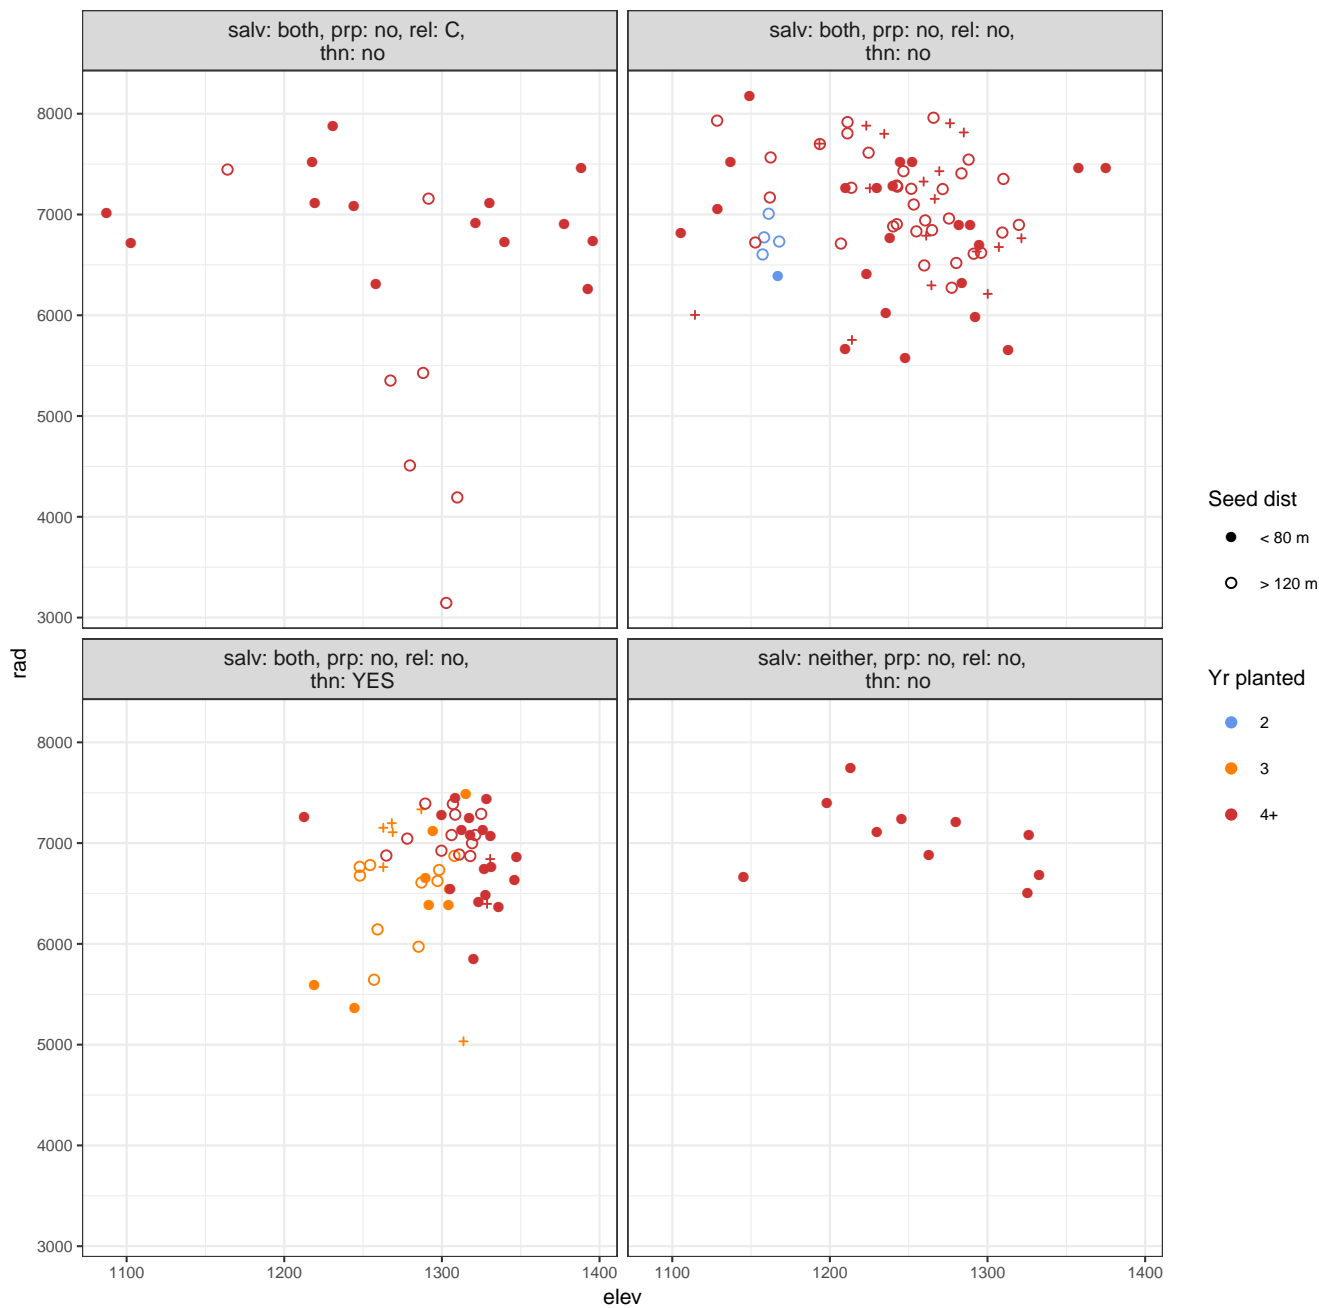 salv: both, prp: no, rel: C,
thn: no
salv: both, prp: no, rel: no,
thn: no
8000
7000
6000
5000
4000
3000
salv: both, prp: no, rel: no,
thn: YES
salv: neither, prp: no, rel: no,
thn: no
8000
7000
6000
5000
4000
3000
rad
1100
1200
1300
1400
1100
1200
1300
1400
elev
Seed dist
< 80 m
> 120 m
Yr planted
2
3
4+